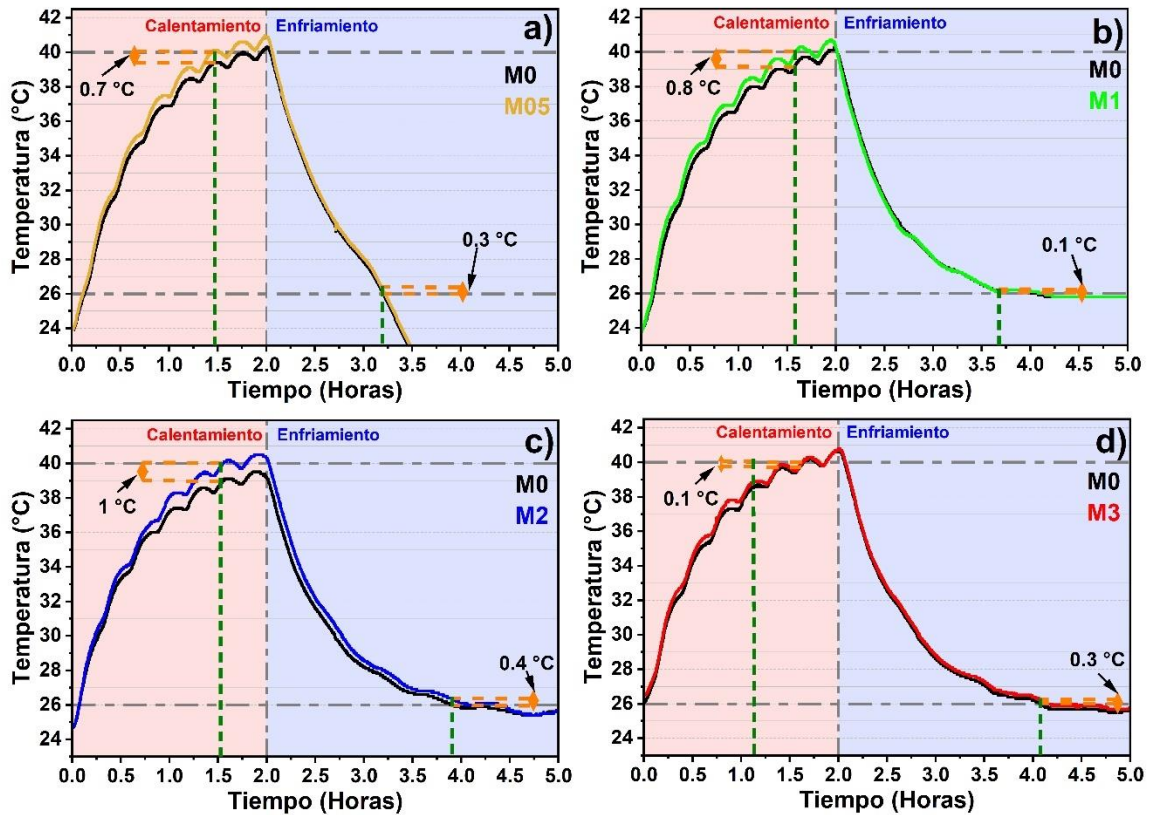 Calentamiento Enfriamiento a)
M0
M05
0.7 °C
0.3 °C
Temperatura (°C)
42
40
38
36
34
32
30
28
26
24
0.0 0.5 1.0 1.5 2.0 2.5 3.0 3.5 4.0 4.5 5.0
Tiempo (Horas)
Calentamiento Enfriamiento b)
M0
M1
0.8 °C
0.1 °C
Temperatura (°C)
42
40
38
36
34
32
30
28
26
24
0.0 0.5 1.0 1.5 2.0 2.5 3.0 3.5 4.0 4.5 5.0
Tiempo (Horas)
Calentamiento Enfriamiento c)
M0
M2
1 °C
0.4 °C
Temperatura (°C)
42
40
38
36
34
32
30
28
26
24
0.0 0.5 1.0 1.5 2.0 2.5 3.0 3.5 4.0 4.5 5.0
Tiempo (Horas)
Calentamiento Enfriamiento d)
M0
M3
0.1 °C
0.3 °C
Temperatura (°C)
42
40
38
36
34
32
30
28
26
24
0.0 0.5 1.0 1.5 2.0 2.5 3.0 3.5 4.0 4.5 5.0
Tiempo (Horas)